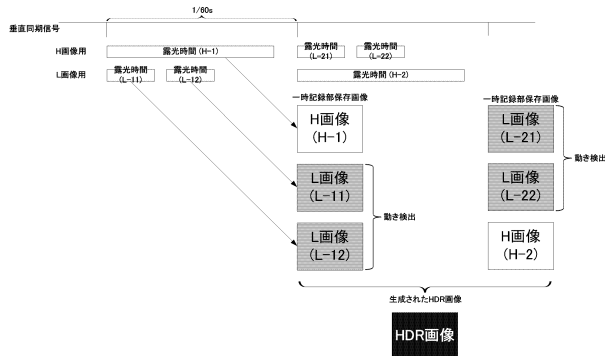 1/60s
垂直同期信号
H画像用
露光時間(H-1)
露光時間
(L-21)
露光時間
(L-22)
L画像用
露光時間
(L-11)
露光時間
(L-12)
露光時間(H-2)
一時記録部保存画像
一時記録部保存画像
H画像
(H-1)
L画像
(L-21)
動き検出
L画像
(L-11)
L画像
(L-22)
動き検出
L画像
(L-12)
H画像
(H-2)
生成されたHDR画像
HDR画像